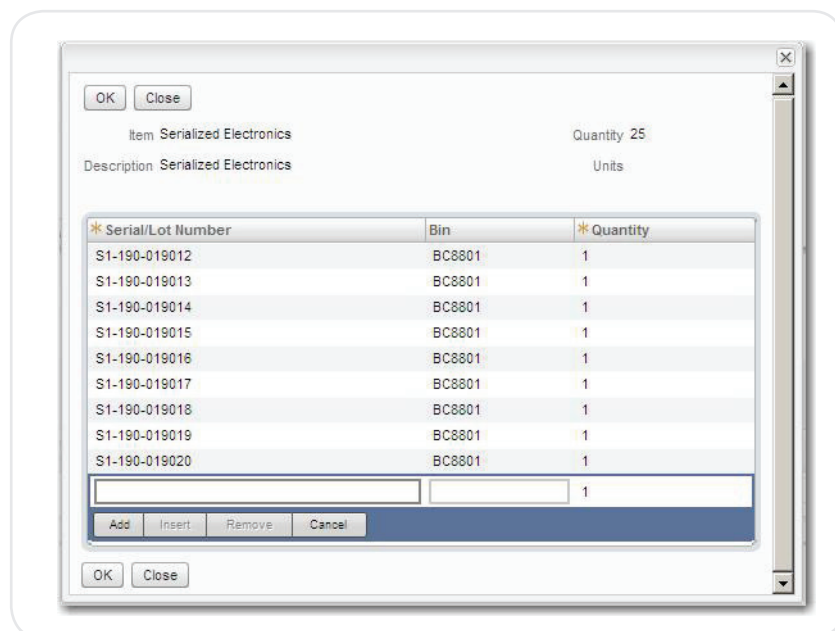 OK Close
Item Serialized Electronics Quantity 25
Description Serialized Electronics Units
* Serial/Lot Number Bin * Quantity
S1-190-019012 BC8801 1
S1-190-019013 BC8801 1
S1-190-019014 BC8801 1
S1-190-019015 BC8801 1
S1-190-019016 BC8801 1
S1-190-019017 BC8801 1
S1-190-019018 BC8801 1
S1-190-019019 BC8801 1
S1-190-019020 BC8801 1
1
Add Insert Remove Cancel
OK Close